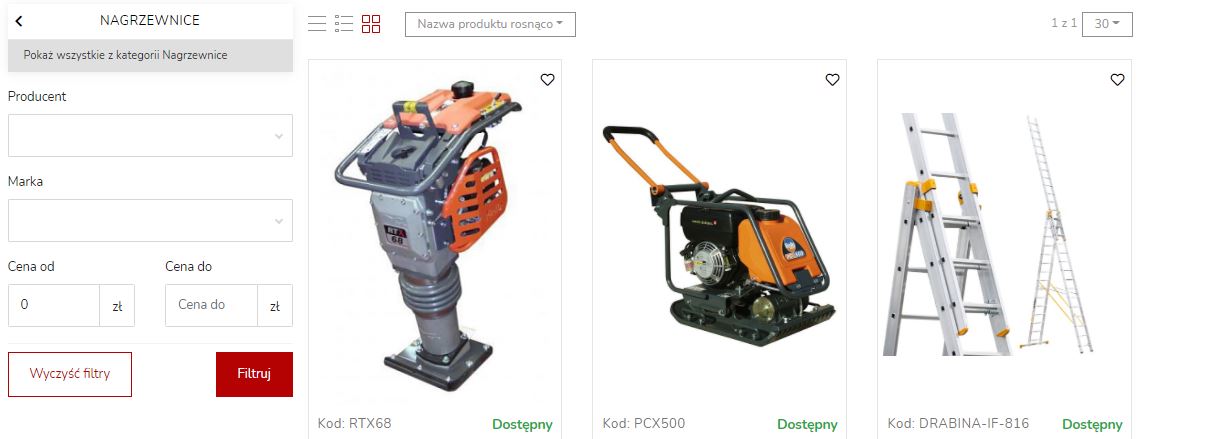 NAGRZEWNICE
Pokaż wszystkie z kategorii Nagrzewnice
Producent
Marka
Cena od
Cena do
0
zł
Cena do
zł
Wyczyść filtry
Filtruj
Nazwa produktu rosnąco
1 z 1
30
RTX
68
Kod: RTX68
Dostępny
Kod: PCX500
Dostępny
Kod: DRABINA-IF-816
Dostępny